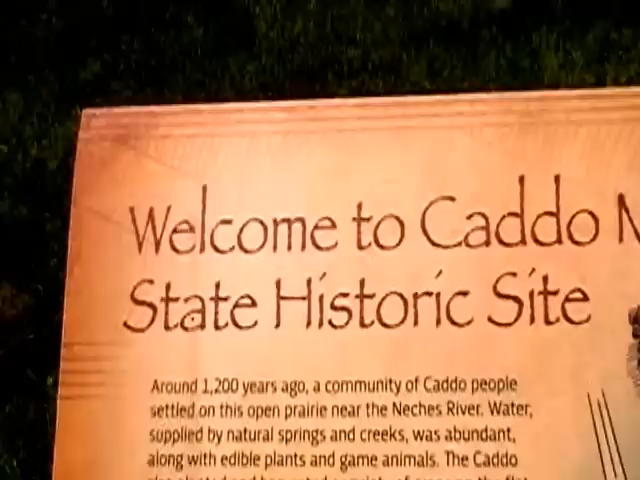 Welcome to Caddo
State Historic Site
Around 1,200 years ago, a community of Caddo people
settled on this open prairie near the Neches River. Water,
supplied by natural springs and creeks, was abundant,
along with edible plants and game animals. The Caddo